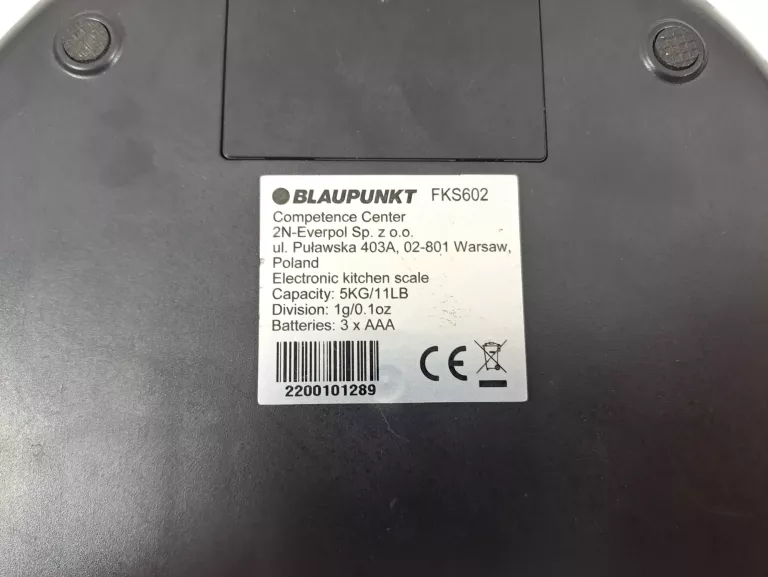 BLAUPUNKT FKS602
Competence Center
2N-Everpol Sp. z o.o.
ul. Puławska 403A, 02-801 Warsaw,
Poland
Electronic kitchen scale
Capacity: 5KG/11LB
Division: 1g/0.1oz
Batteries: 3 x AAA
CE
2200101289